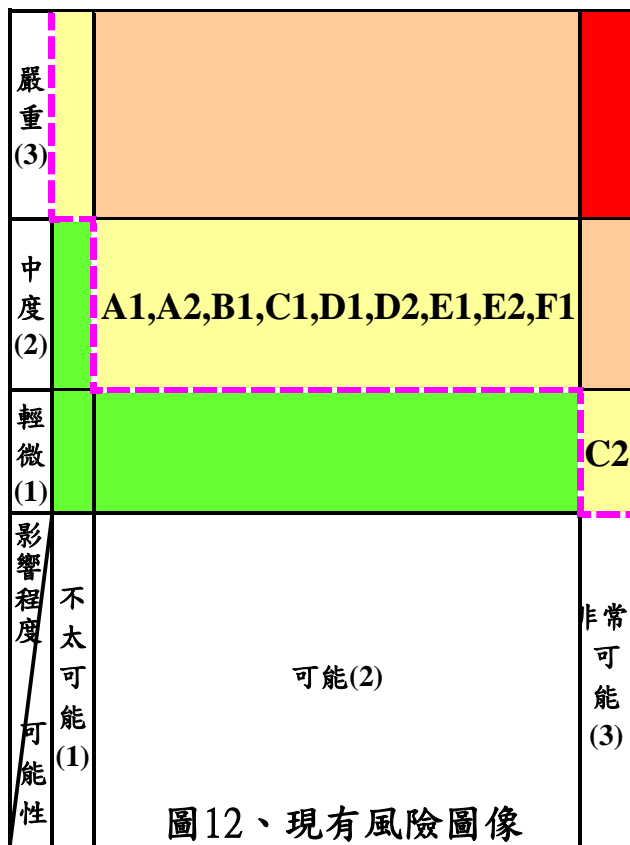 嚴重(3)
中度(2)
A1,A2,B1,C1,D1,D2,E1,E2,F1
輕微(1)
C2
影響程度
可能性
不太可能(1)
可能(2)
非常可能(3)
圖12、現有風險圖像